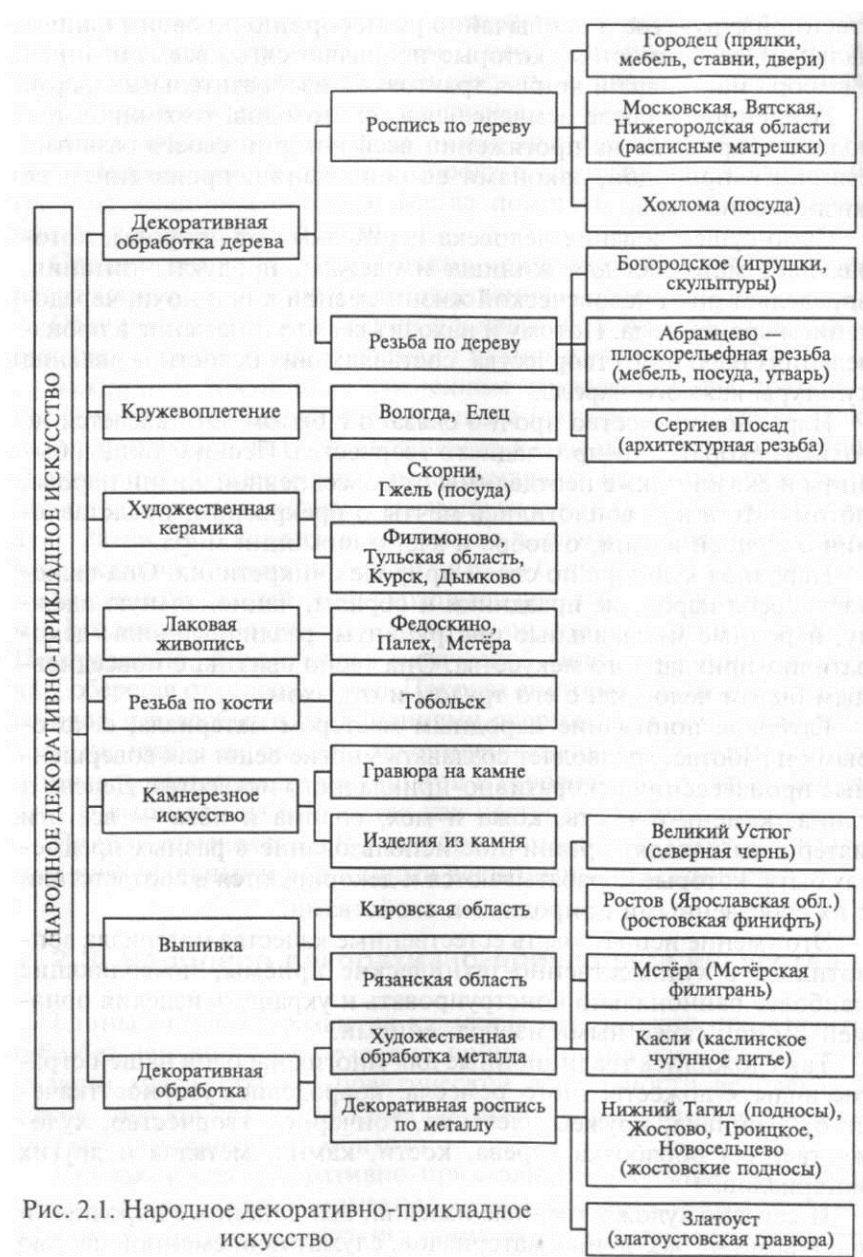 НАРОДНОЕ ДЕКОРАТИВНО-ПРИКЛАДНОЕ ИСКУССТВО
Декоративная
обработка дерева
Роспись по дереву
Городец (прялки,
мебель, ставни, двери)
Московская, Вятская,
Нижегородская области
(расписные матрешки)
Хохлома (посуда)
Резьба по дереву
Богородское (игрушки,
скульптуры)
Абрамцево —
плоскорельефная резьба
(мебель, посуда, утварь)
Сергиев Посад
(архитектурная резьба)
Кружевоплетение
Вологда, Елец
Художественная
керамика
Скорни,
Гжель (посуда)
Филимоново,
Тульская область
Курск, Дымково
Лаковая
живопись
Федоскино,
Палех, Мстёра
Резьба по кости
Тобольск
Камнерезное
искусство
Гравюра на камне
Изделия из камня
Вышивка
Кировская область
Рязанская область
Декоративная
обработка
Художественная
обработка металла
Великий Устюг
(северная чернь)
Ростов (Ярославская обл.)
(ростовская финифть)
Мстёра (Мстёрская
филигрань)
Касли (каслинское
чугунное литье)
Декоративная роспись
по металлу
Нижний Тагил (подносы),
Жостово, Троицкое,
Новосельцево
(жостовские подносы)
Златоуст
(златоустовская гравюра)
Рис. 2.1. Народное декоративно-прикладное
искусство